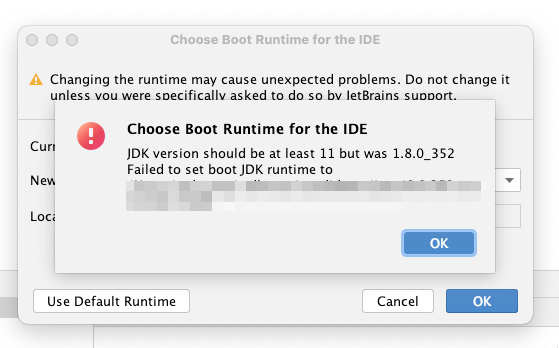 Choose Boot Runtime for the IDE
Changing the runtime may cause unexpected problems. Do not change it
unless you were specifically asked to do so by JetBrains support.
Choose Boot Runtime for the IDE
JDK version should be at least 11 but was 1.8.0_352
Failed to set boot JDK runtime to
Curr
New
Loca
OK
Use Default Runtime
Cancel
OK